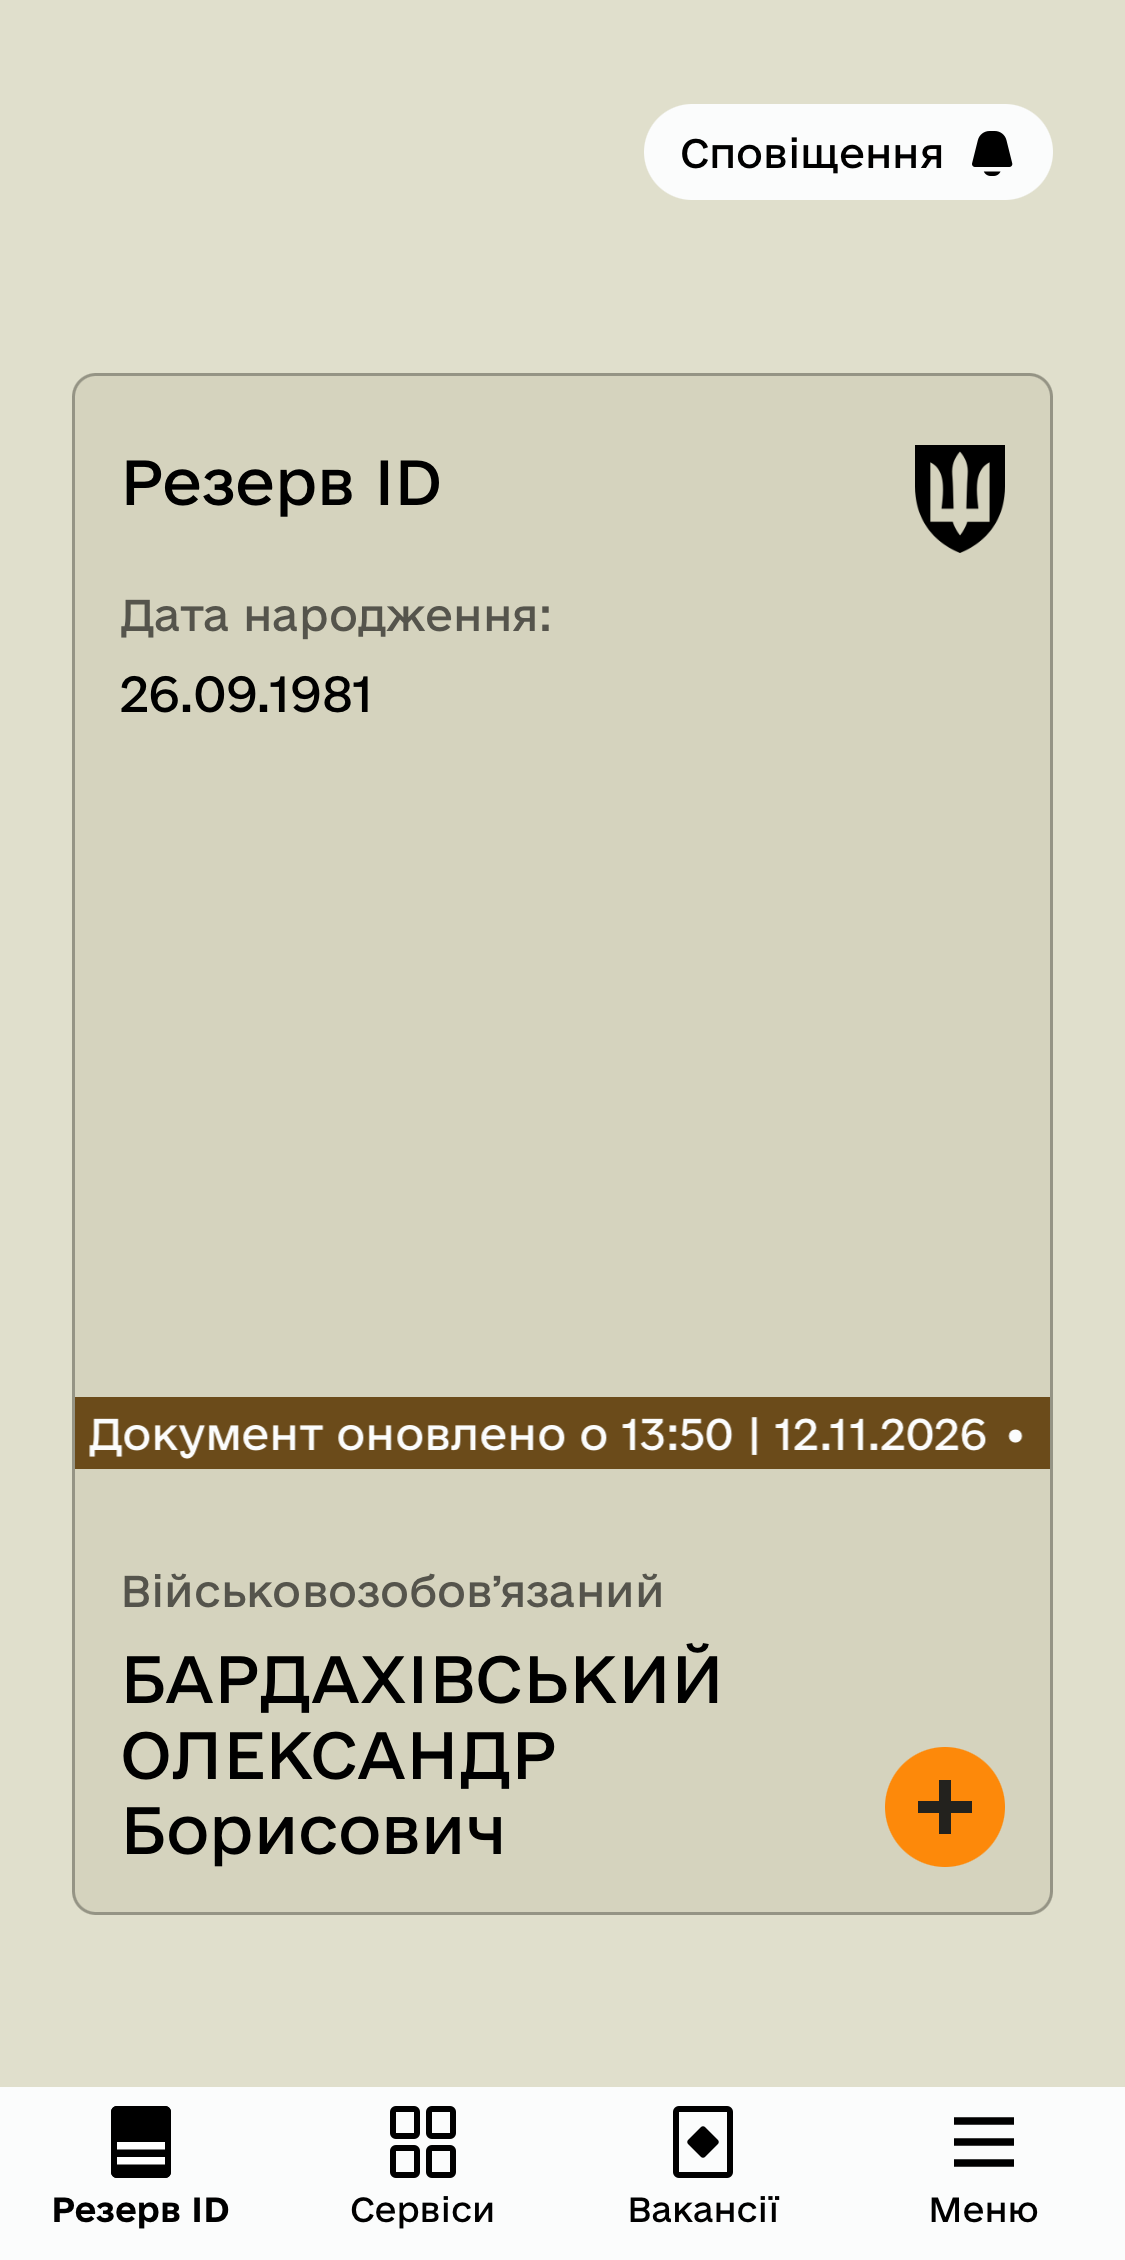 Сповіщення
Резерв ID
Дата народження:
26.09.1981
Документ оновлено о 13:50 | 12.11.2026 •
Військовозобов’язаний
БАРДАХІВСЬКИЙ
ОЛЕКСАНДР
Борисович
Резерв ID
Сервіси
Вакансії
Меню